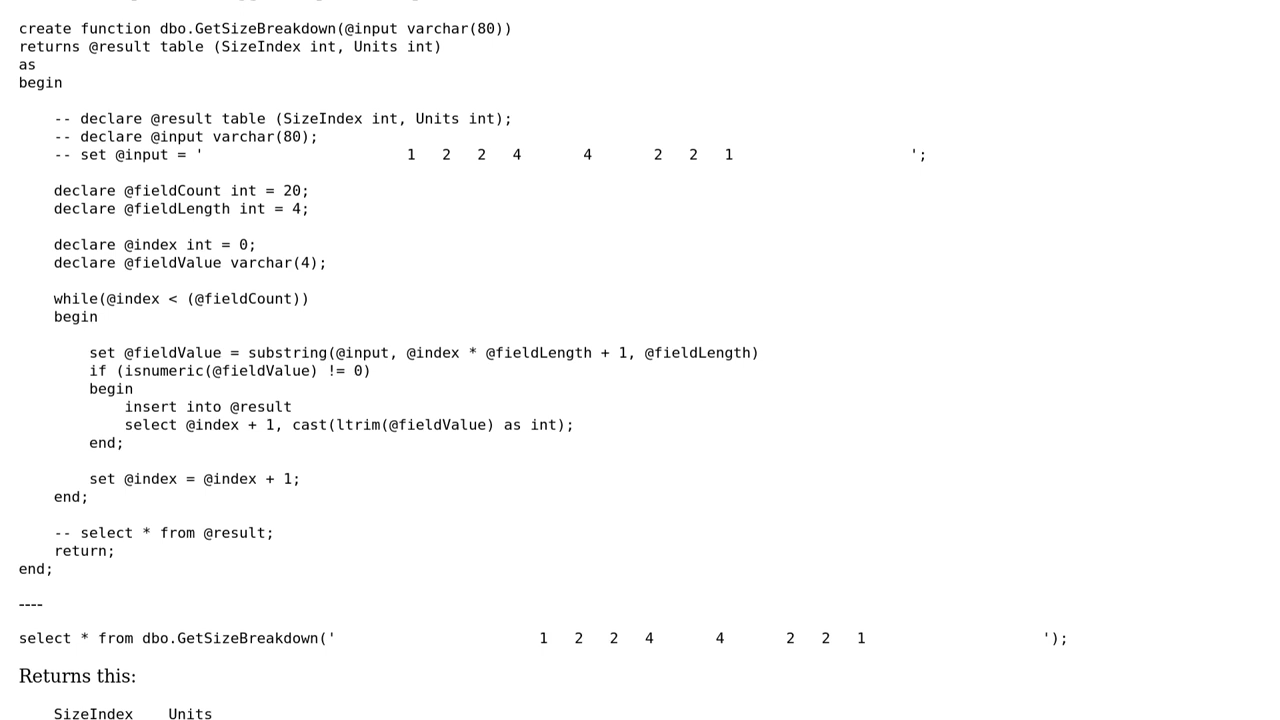 create function dbo.GetSizeBreakdown(@input varchar(80))
returns @result table (SizeIndex int, Units int)
as
begin
    -- declare @result table (SizeIndex int, Units int);
    -- declare @input varchar(80);
    -- set @input = '                       1   2   2   4       4       2   2   1                    ';
    declare @fieldCount int = 20;
    declare @fieldLength int = 4;
    declare @index int = 0;
    declare @fieldValue varchar(4);
    while(@index < (@fieldCount))
    begin
        set @fieldValue = substring(@input, @index * @fieldLength + 1, @fieldLength)
        if (isnumeric(@fieldValue) != 0)
        begin
            insert into @result
            select @index + 1, cast(ltrim(@fieldValue) as int);
        end;
        set @index = @index + 1;
    end;
    -- select * from @result;
    return;
end;
----
select * from dbo.GetSizeBreakdown('                       1   2   2   4       4       2   2   1                    ');
Returns this:
    SizeIndex    Units